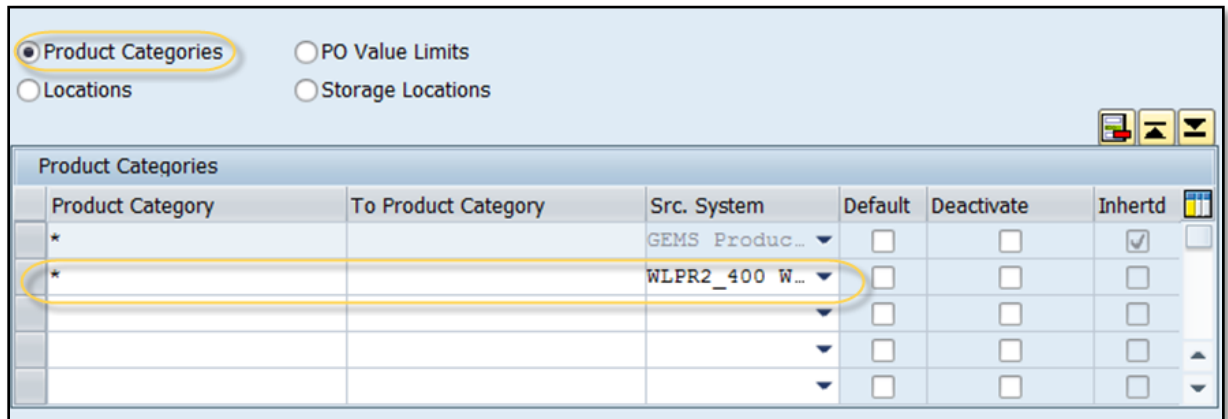 Product Categories PO Value Limits
Locations Storage Locations
Product Categories
Product Category To Product Category Src. System Default Deactivate Inhertd
* GEMS Produc...
* WLPR2_400 W...